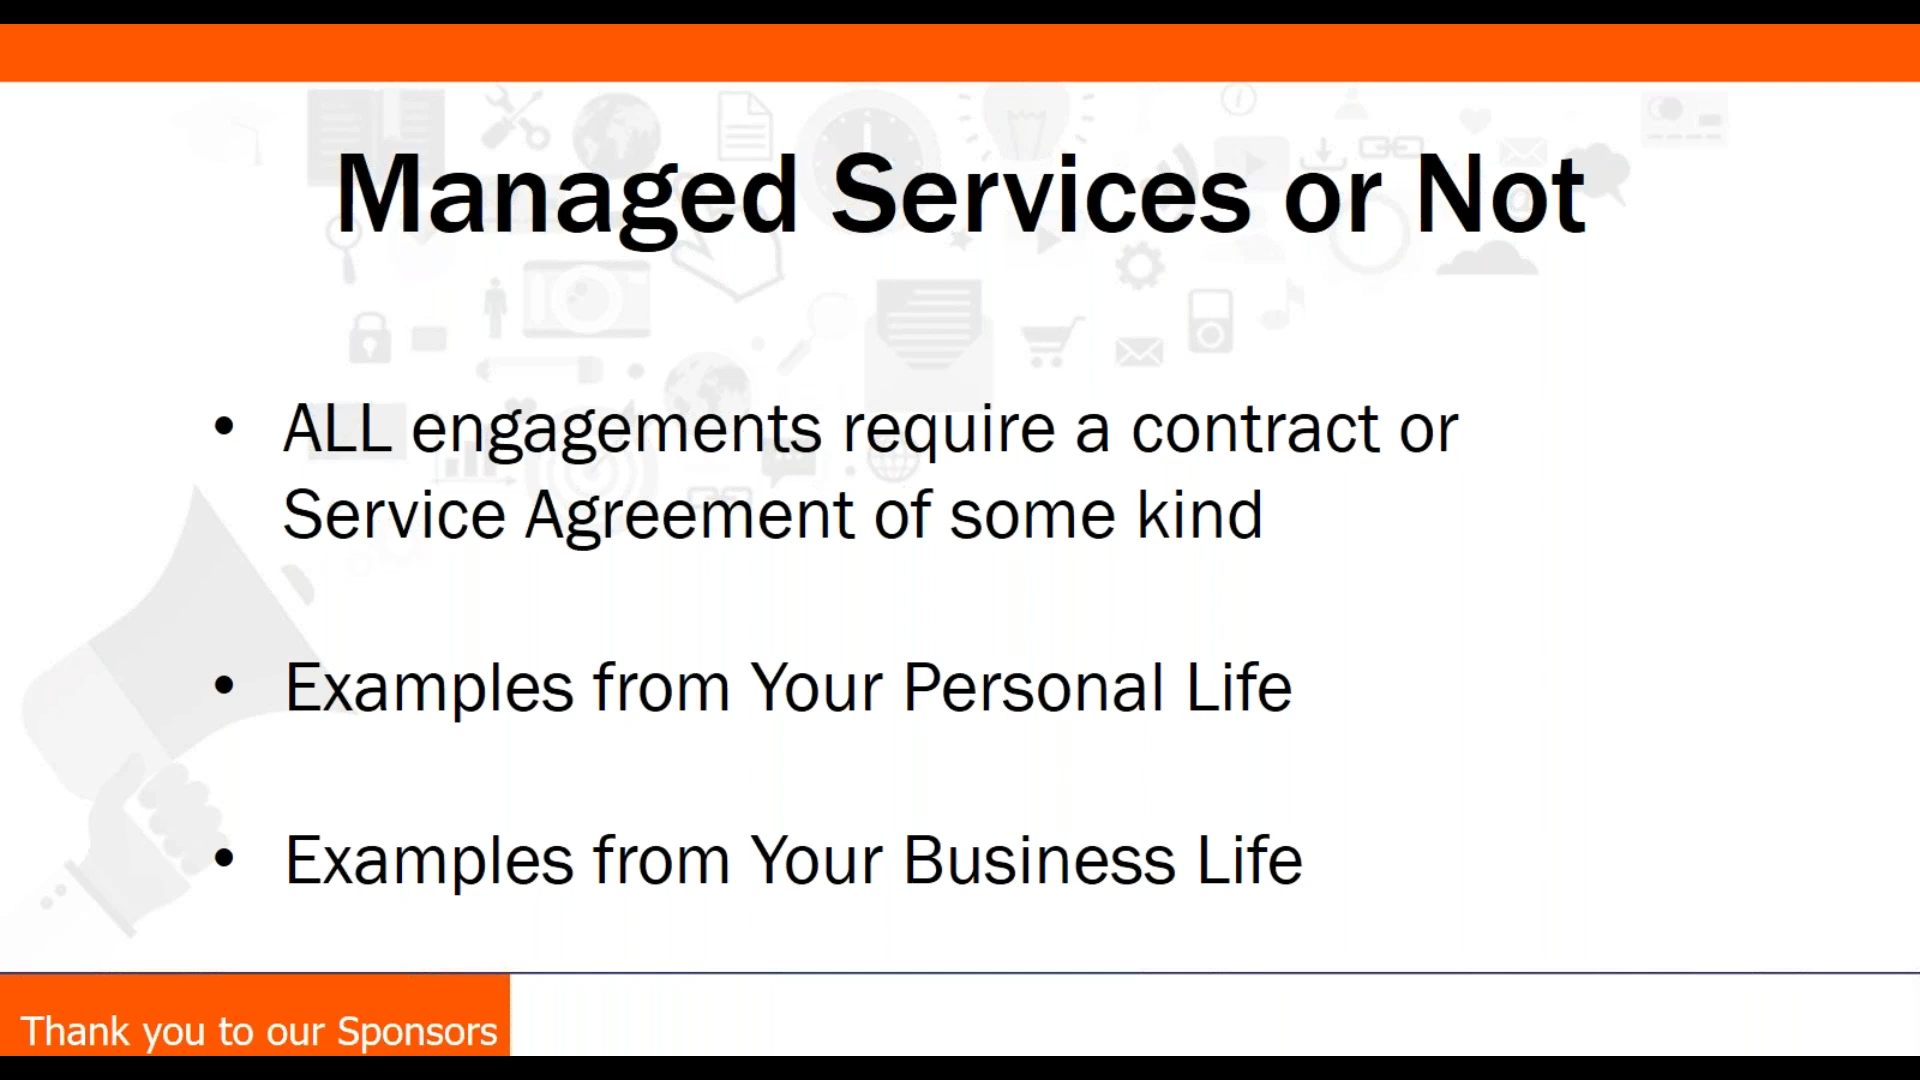 Managed Services or Not
• ALL engagements require a contract or
Service Agreement of some kind
• Examples from Your Personal Life
• Examples from Your Business Life
Thank you to our Sponsors